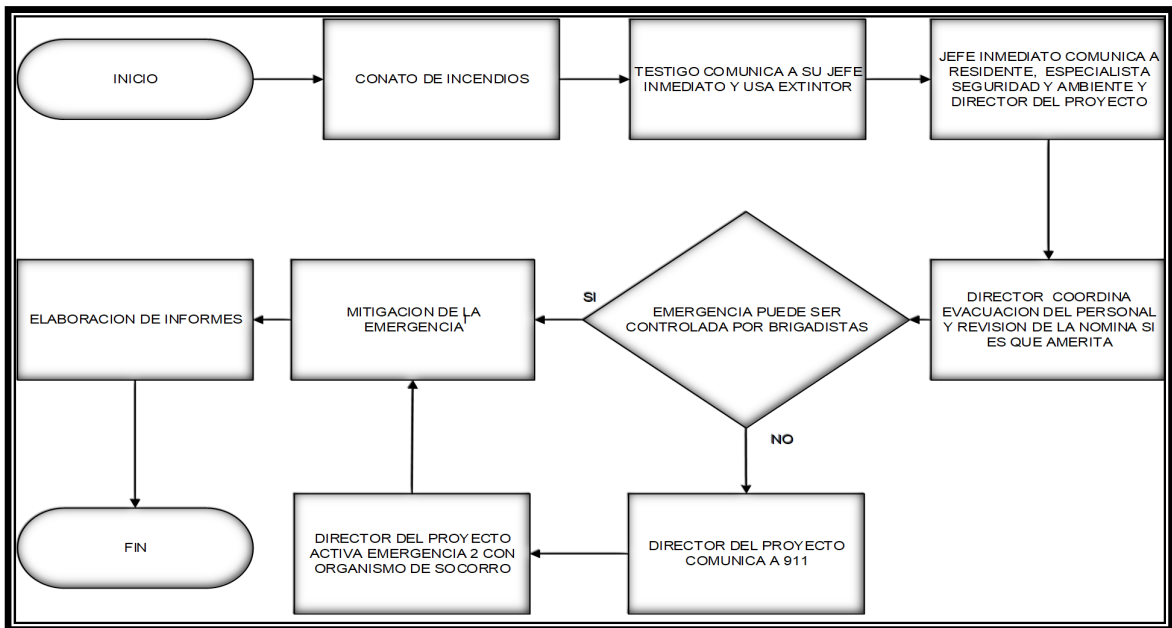 INICIO
CONATO DE INCENDIOS
TESTIGO COMUNICA A SU JEFE
INMEDIATO Y USA EXTINTOR
JEFE INMEDIATO COMUNICA A
RESIDENTE, ESPECIALISTA
SEGURIDAD Y AMBIENTE Y
DIRECTOR DEL PROYECTO
DIRECTOR COORDINA
EVACUACION DEL PERSONAL
Y REVISION DE LA NOMINA SI
ES QUE AMERITA
EMERGENCIA PUEDE SER
CONTROLADA POR BRIGADISTAS
SI
MITIGACION DE LA
EMERGENCIA
ELABORACION DE INFORMES
NO
DIRECTOR DEL PROYECTO
COMUNICA A 911
DIRECTOR DEL PROYECTO
ACTIVA EMERGENCIA 2 CON
ORGANISMO DE SOCORRO
FIN